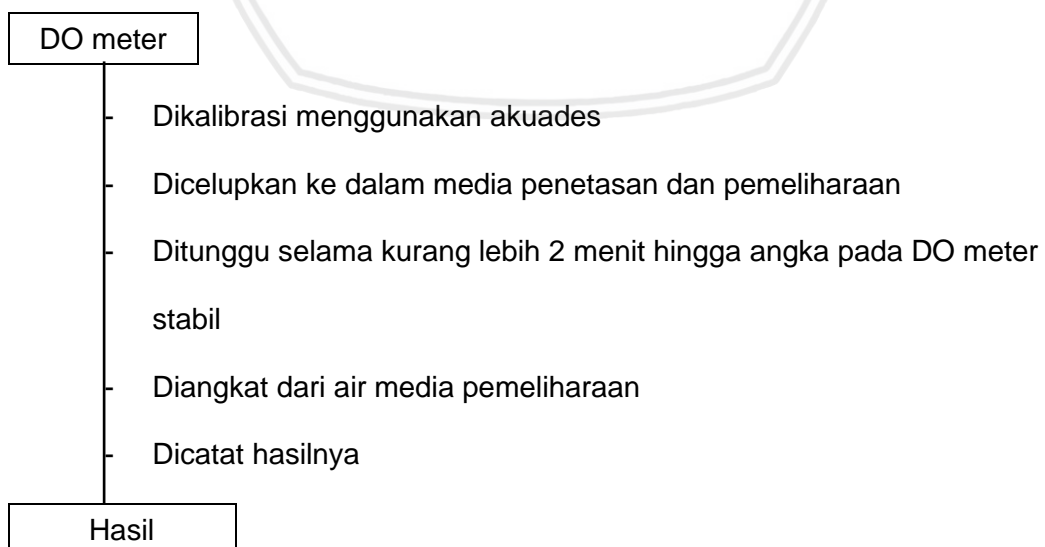 DO meter
- Dikalibrasi menggunakan akuades
- Dicelupkan ke dalam media penetasan dan pemeliharaan
- Ditunggu selama kurang lebih 2 menit hingga angka pada DO meter
stabil
- Diangkat dari air media pemeliharaan
- Dicatat hasilnya
Hasil